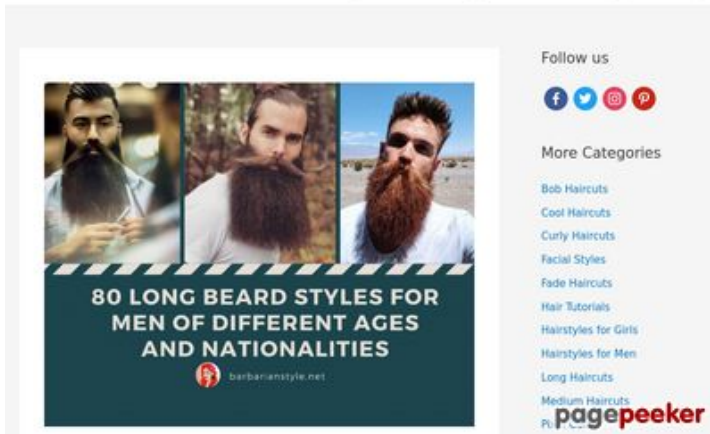 80 LONG BEARD STYLES FOR
MEN OF DIFFERENT AGES
AND NATIONALITIES
barbarianstyle.net
Follow us
More Categories
Bob Haircuts
Cool Haircuts
Curly Haircuts
Facial Styles
Fade Haircuts
Hair Tutorials
Hairstyles for Girls
Hairstyles for Men
Long Haircuts
Medium Haircuts
pagepeeker